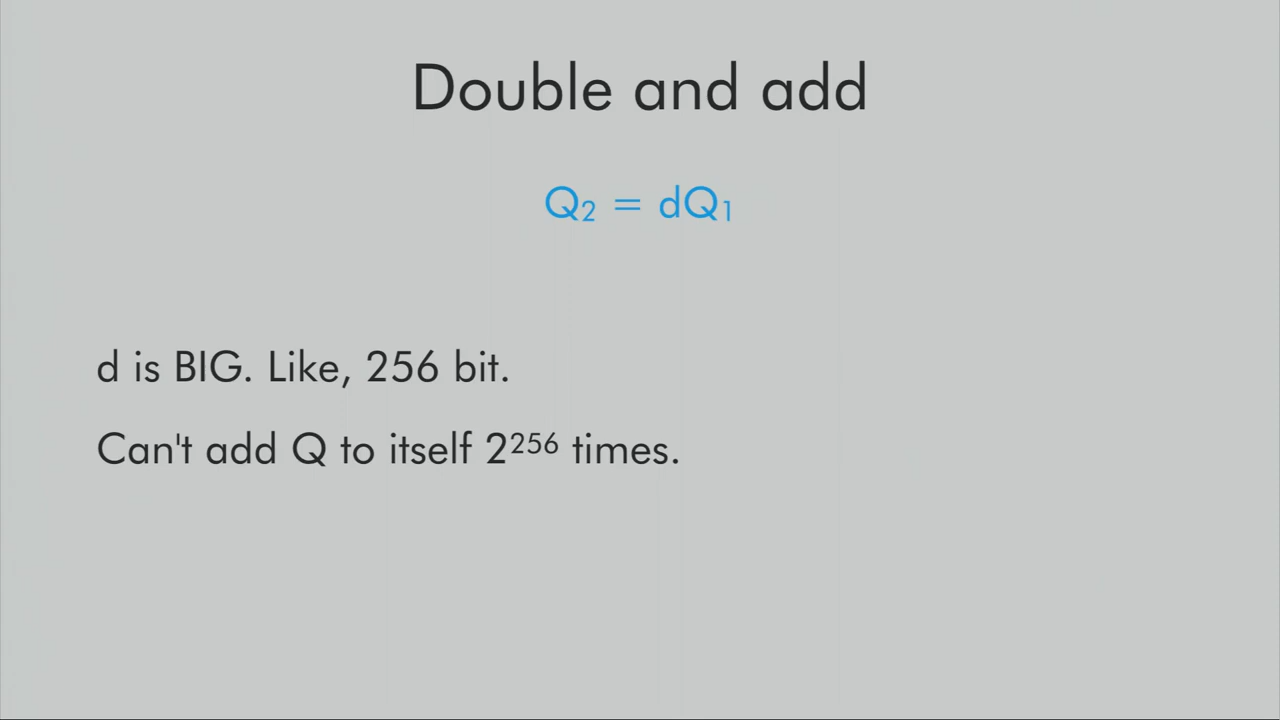 Double and add
Q₂ = dQ₁
d is BIG. Like, 256 bit.
Can't add Q to itself 2²⁵⁶ times.